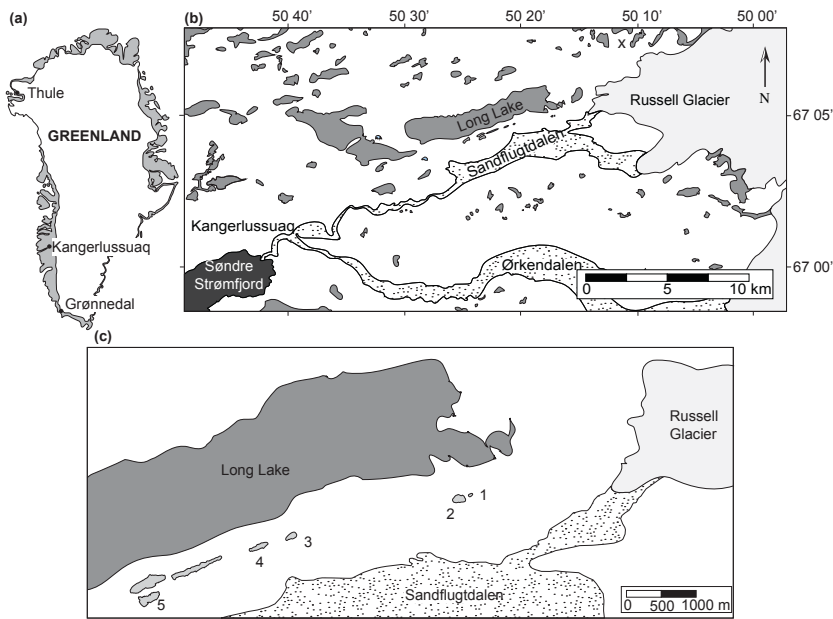 (a)
Thule
GREENLAND
Kangerlussuaq
Grønnedal
(b)
50 40'
50 30'
50 20'
50 10'
50 00'
x
N
Long Lake
Russell Glacier
67 05'
Sandflugtdalen
Kangerlussuaq
Søndre
Strømfjord
Ørkendalen
67 00'
0 5 10 km
(c)
Long Lake
Russell
Glacier
1
2
3
4
5
Sandflugtdalen
0 500 1000 m